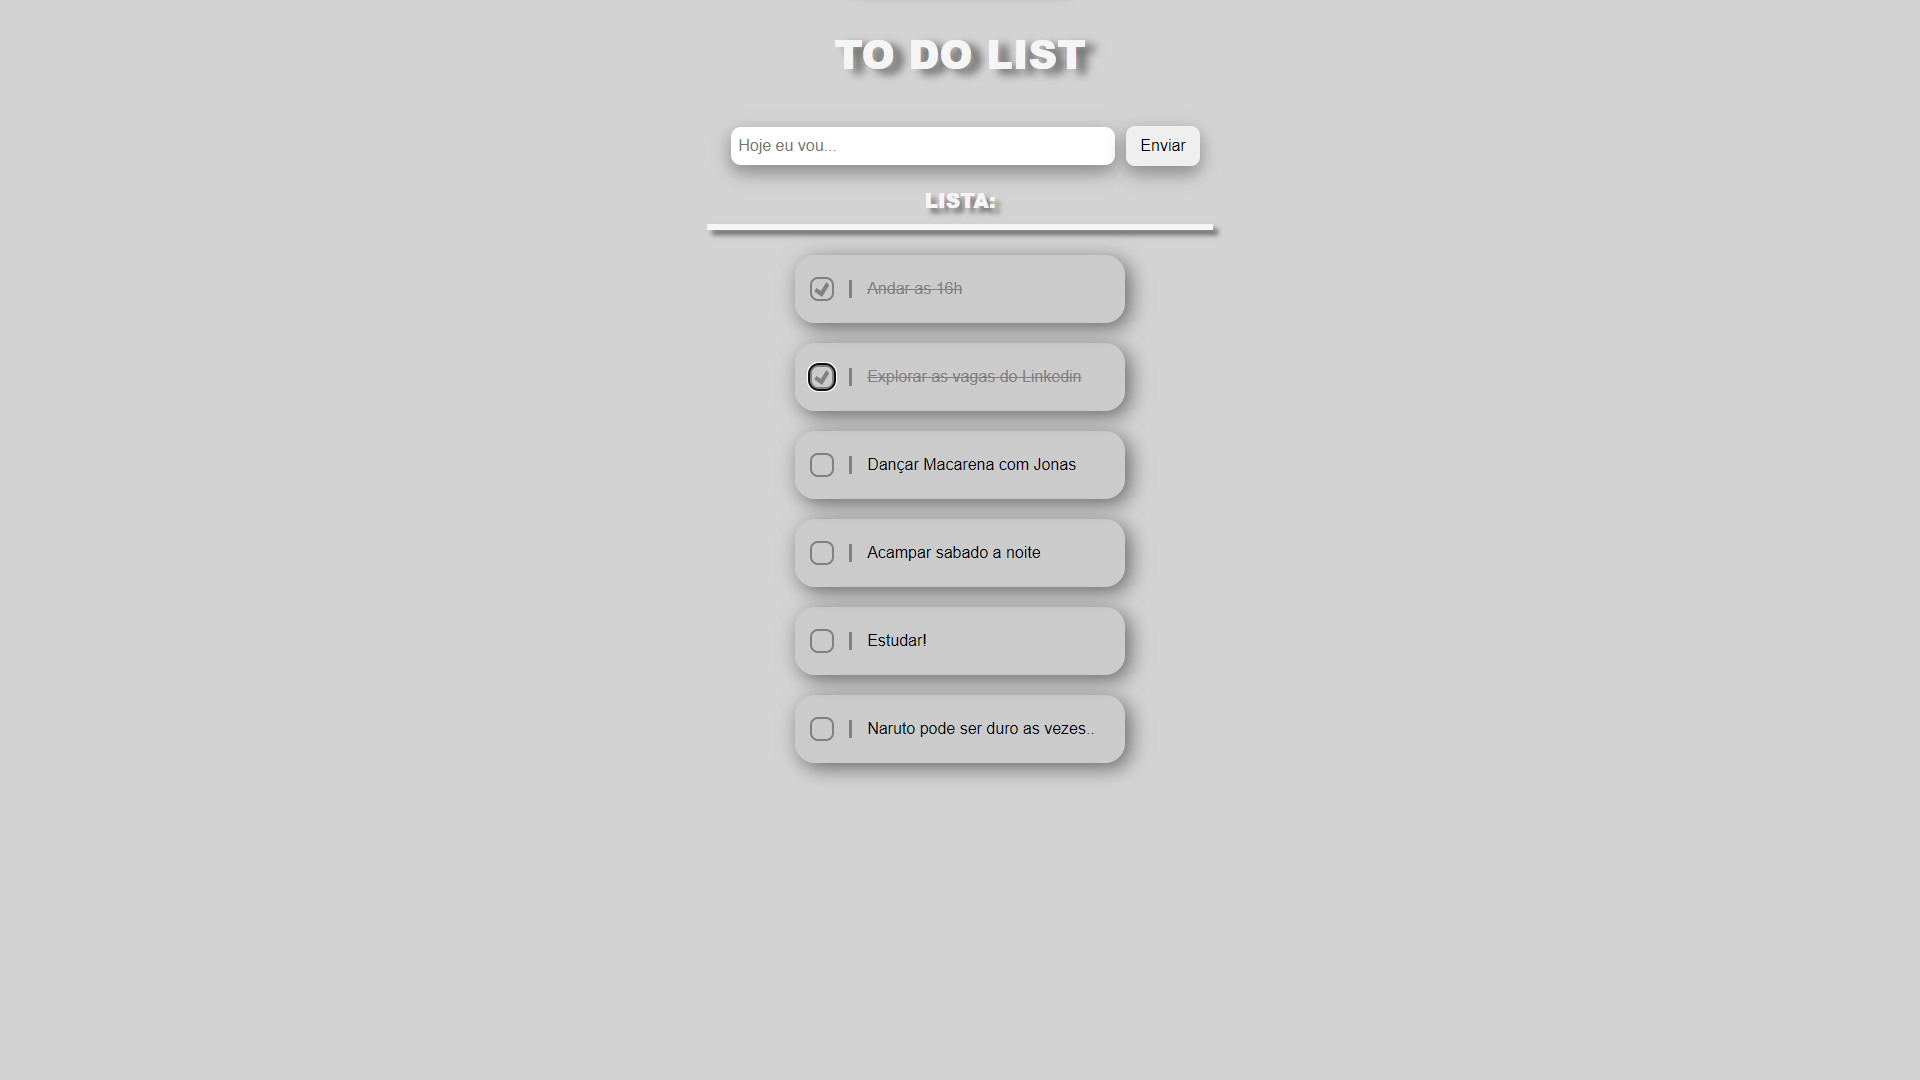 TO DO LIST
Hoje eu vou...
Enviar
LISTA:
Andar as 16h
Explorar as vagas do Linkedin
Dançar Macarena com Jonas
Acampar sabado a noite
Estudar!
Naruto pode ser duro as vezes..